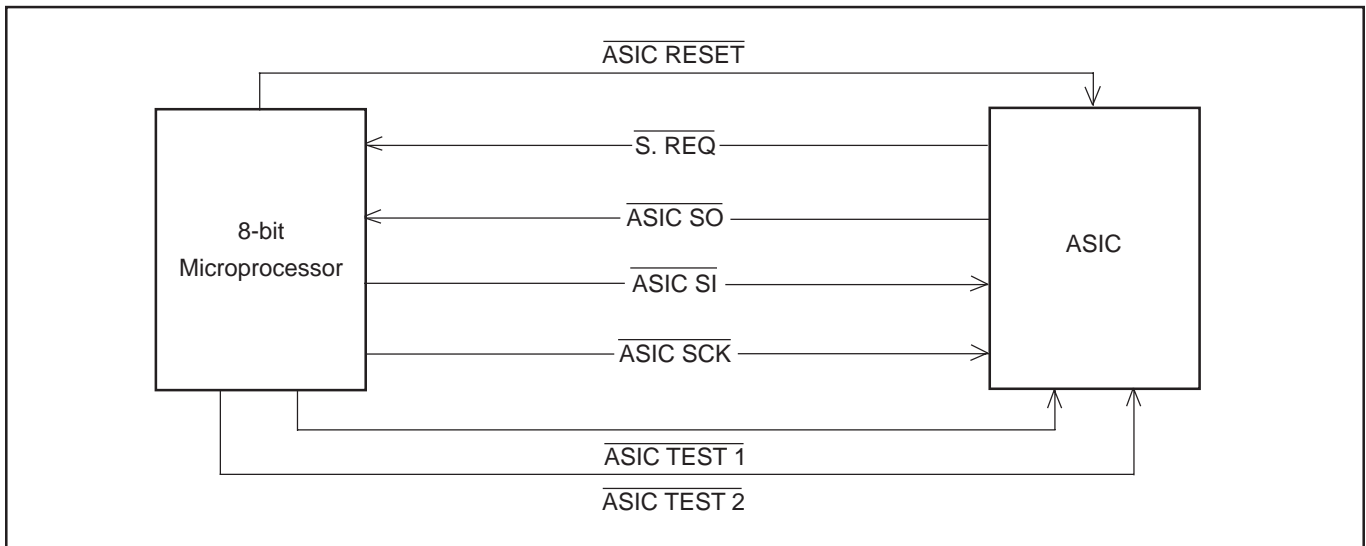 ASIC RESET
S. REQ
ASIC SO
8-bit
Microprocessor
ASIC
ASIC SI
ASIC SCK
ASIC TEST 1
ASIC TEST 2